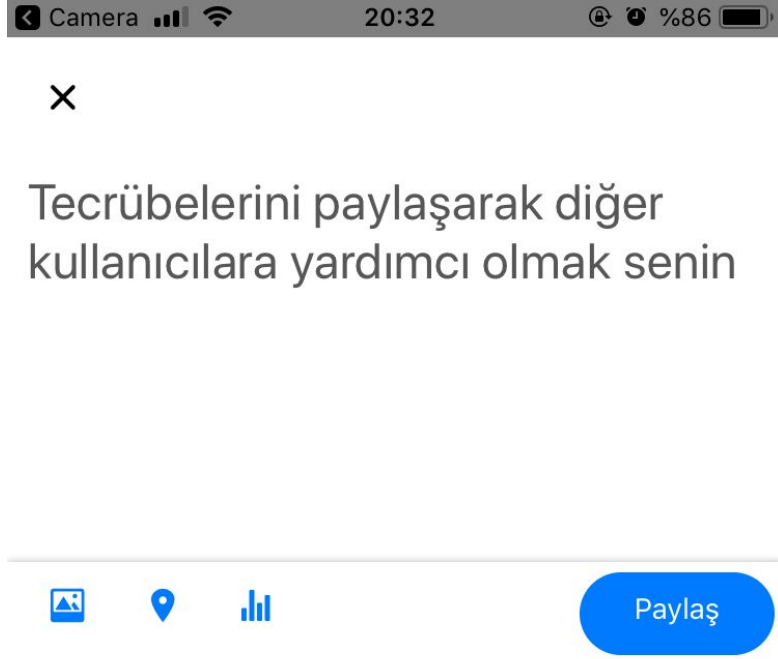 Camera
20:32
%86
Tecrübelerini paylaşarak diğer
kullanıcılara yardımcı olmak senin
Paylaş